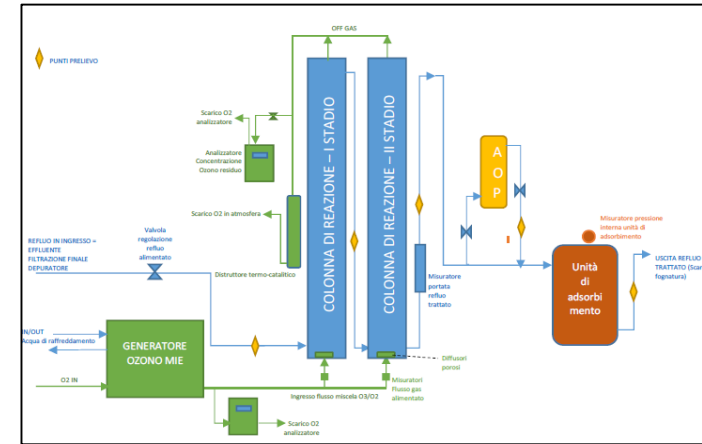 OFF GAS
PUNTI PRELIEVO
Scarico O2
analizzatore
Analizzatore
Concentrazione
Ozono residuo
COLONNA DI REAZIONE – I STADIO
COLONNA DI REAZIONE – II STADIO
A
O
P
Scarico O2 in atmosfera
Valvola
regolazione
refluo
alimentato
REFLUO IN INGRESSO =
EFFLUENTE
FILTRAZIONE FINALE
DEPURATORE
Distruttore termo-catalitico
Misuratore
portata
refluo
trattato
Misuratore pressione
interna unità di
adsorbimento
Unità
di
adsorbi
mento
USCITA REFLUO
TRATTATO (Scar
fognatura)
IN/OUT
Acqua di raffreddamento
GENERATORE
OZONO MIE
O2 IN
Diffusori
porosi
Ingresso flusso miscela O3/O2
Misuratori
Flusso gas
alimentato
Scarico O2
analizzatore